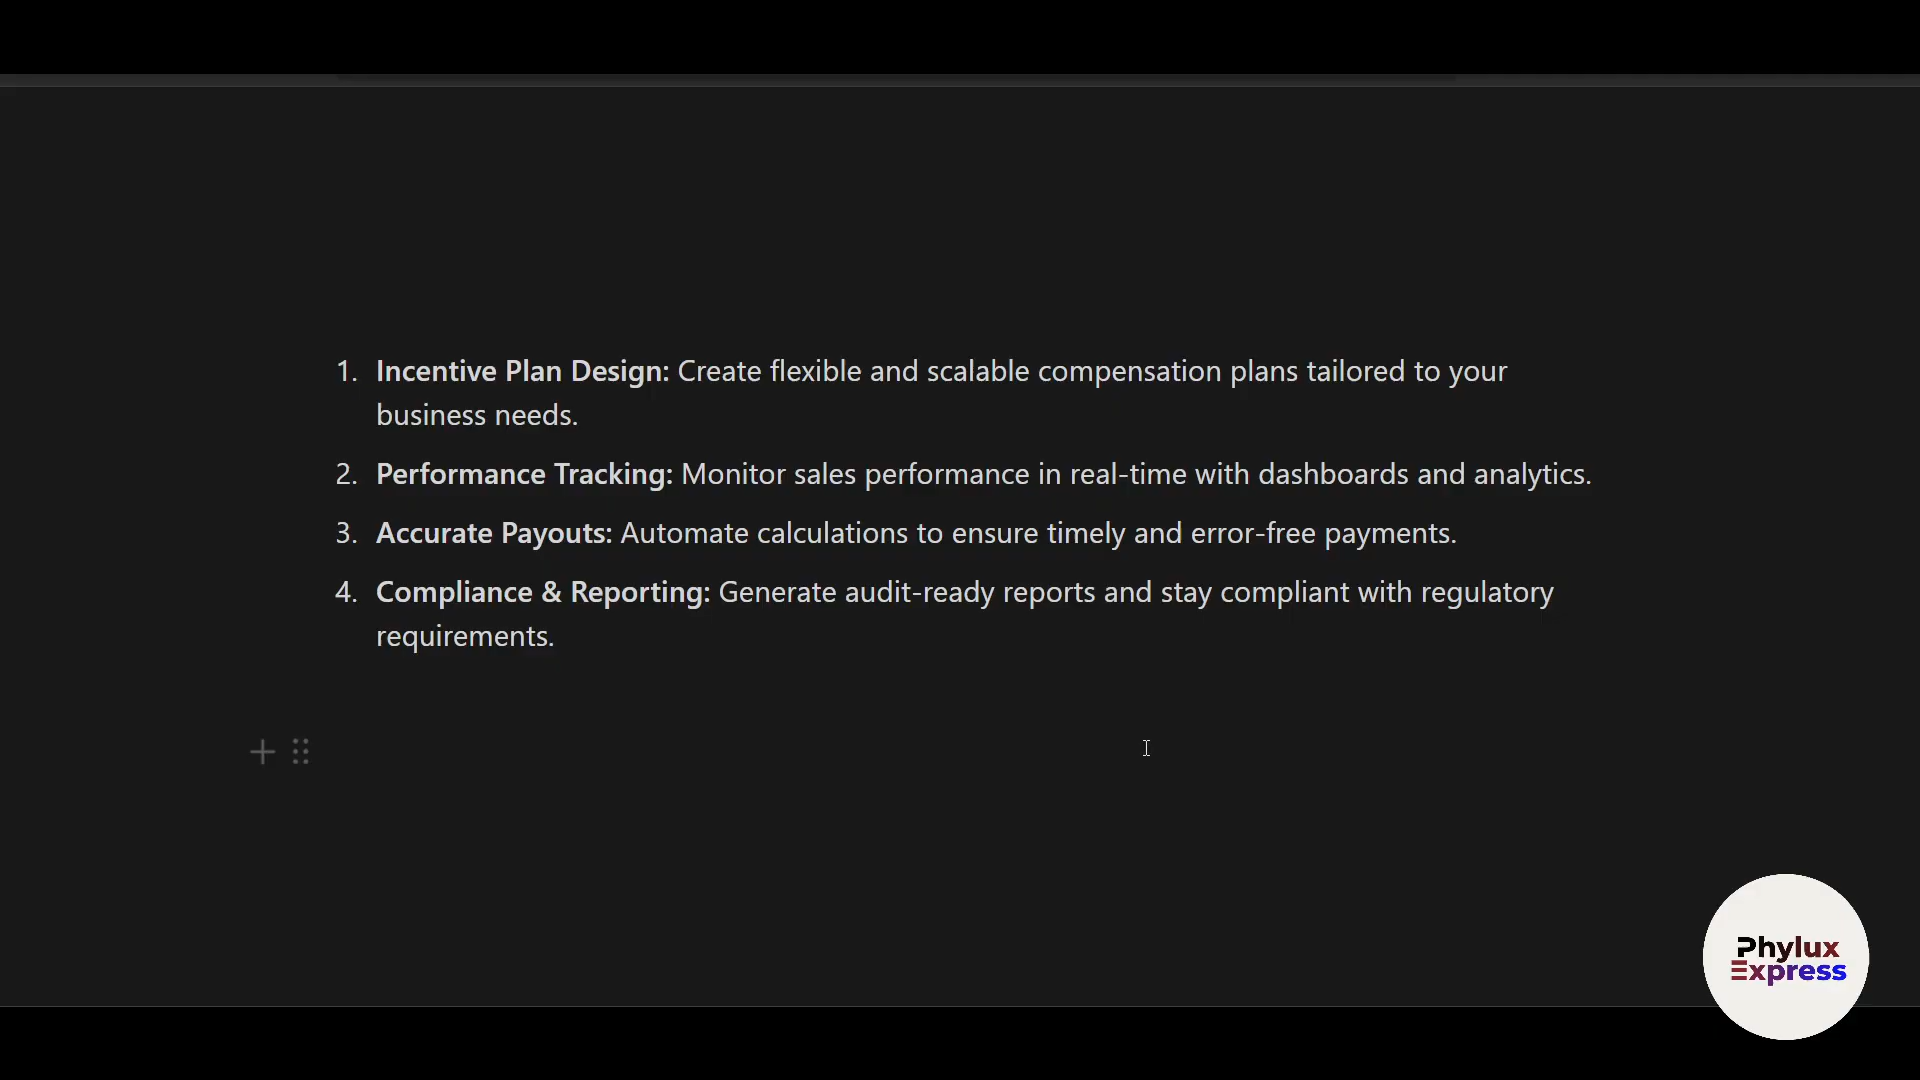 1. Incentive Plan Design: Create flexible and scalable compensation plans tailored to your
business needs.
2. Performance Tracking: Monitor sales performance in real-time with dashboards and analytics.
3. Accurate Payouts: Automate calculations to ensure timely and error-free payments.
4. Compliance & Reporting: Generate audit-ready reports and stay compliant with regulatory
requirements.
Phylux
Express